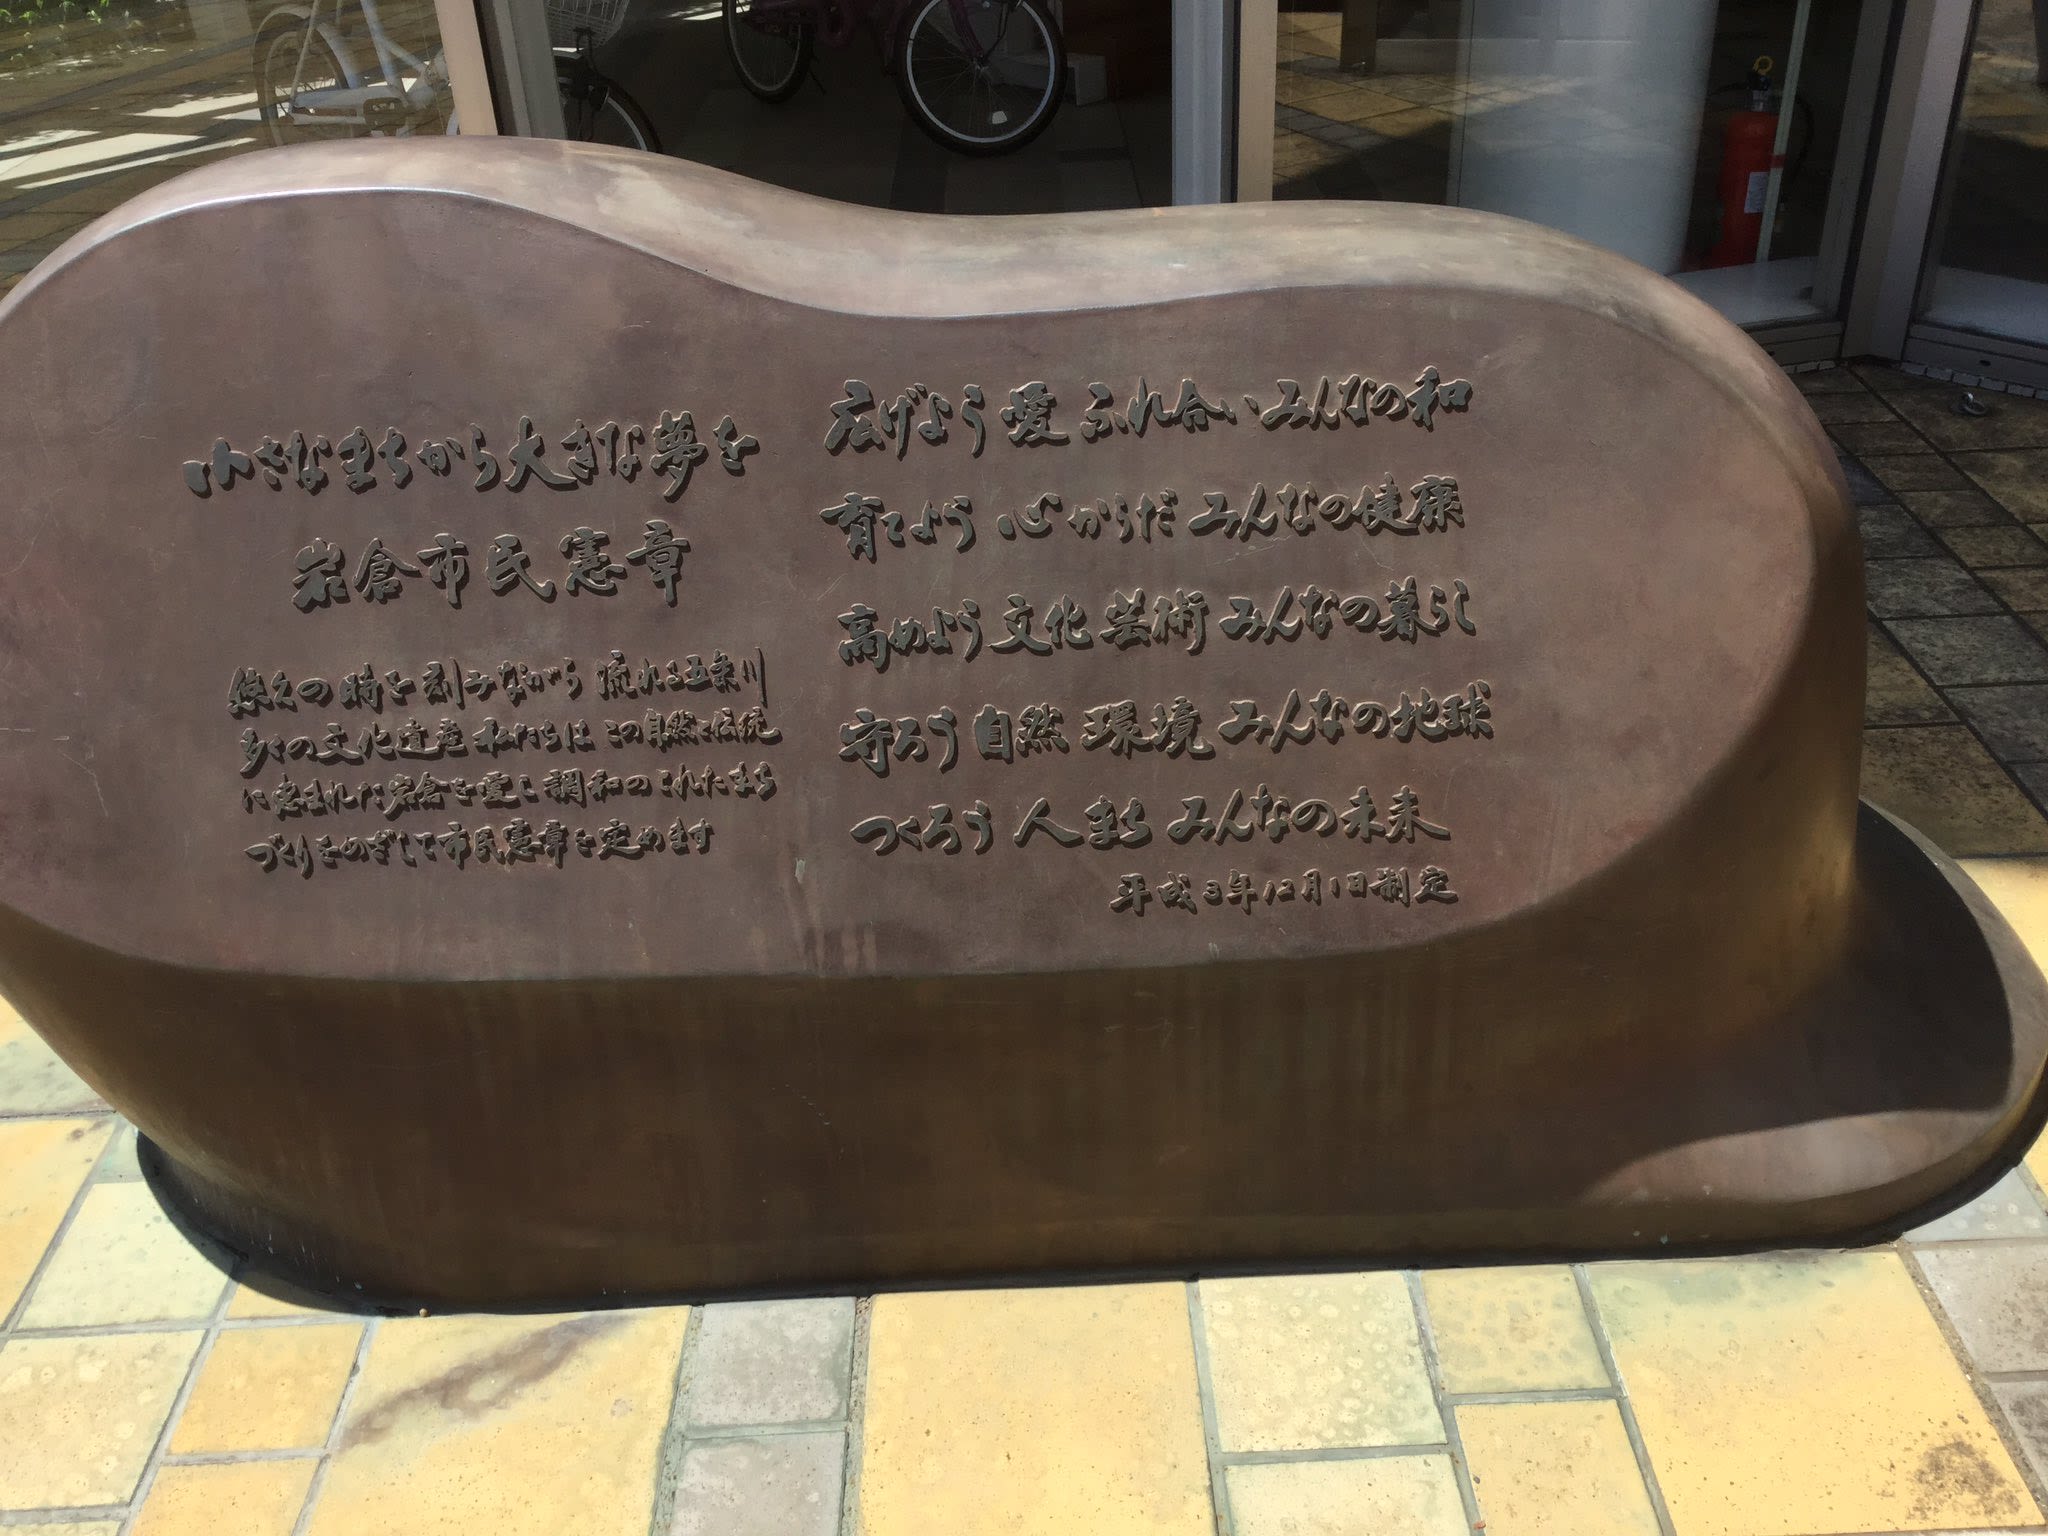 小さなまちから大きな夢を
岩倉市民憲章
悠久の時を刻みながら 流れる五条川
多くの文化遺産 私たちは この自然と伝統
に恵まれた岩倉を愛し 調和のとれたまち
づくりをめざして市民憲章を定めます
広げよう 愛 ふれ合い みんなの和
育てよう 心 からだ みんなの健康
高めよう 文化 芸術 みんなの暮らし
守ろう 自然 環境 みんなの地球
つくろう 人 まち みんなの未来
平成3年12月1日制定